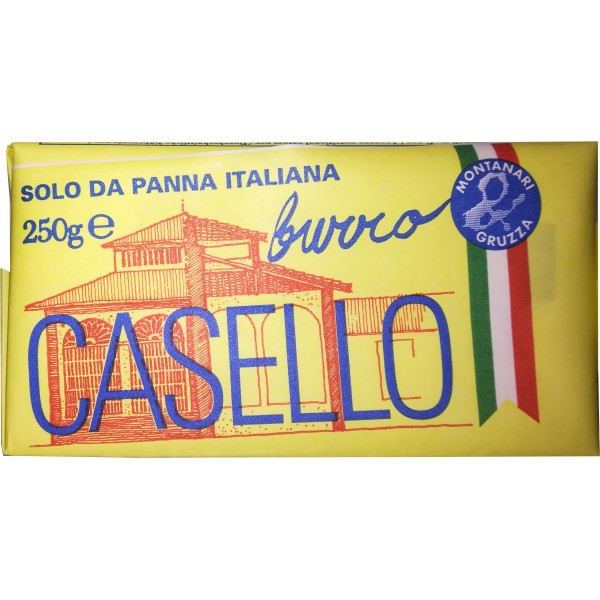 SOLO DA PANNA ITALIANA
250g e
burro
MONTANARI
&
GRUZZA
CASELLO